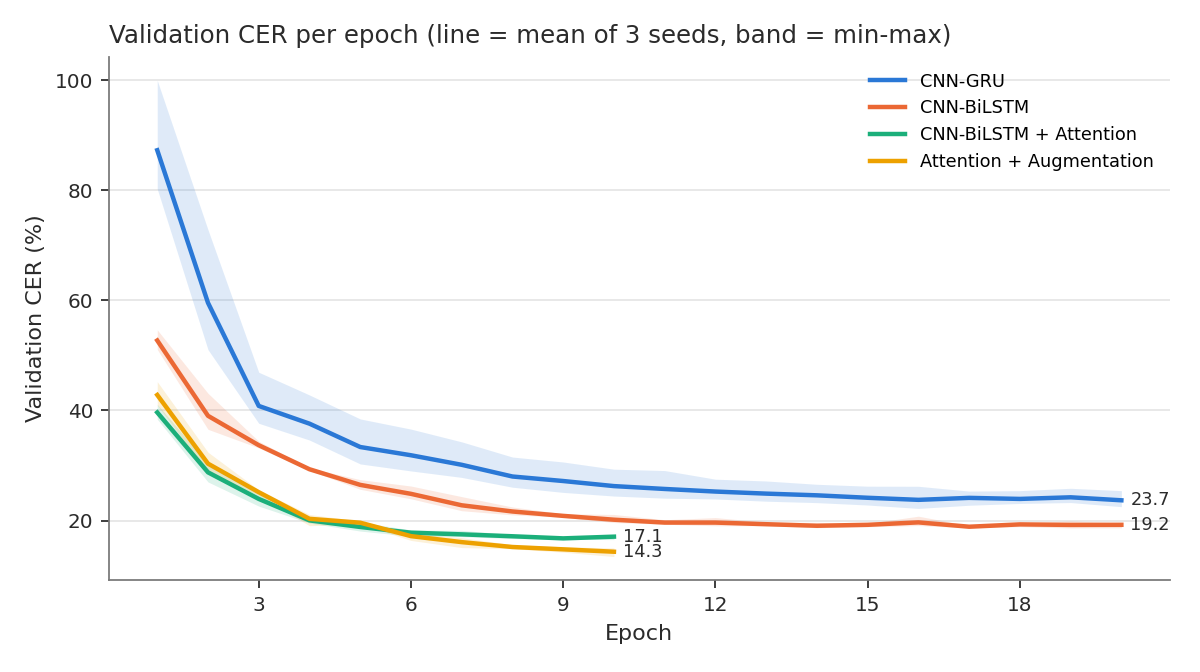 Validation CER per epoch (line = mean of 3 seeds, band = min-max)
CNN-GRU
CNN-BiLSTM
CNN-BiLSTM + Attention
Attention + Augmentation
Validation CER (%)
100
80
60
40
20
23.7
19.2
17.1
14.3
3 6 9 12 15 18
Epoch